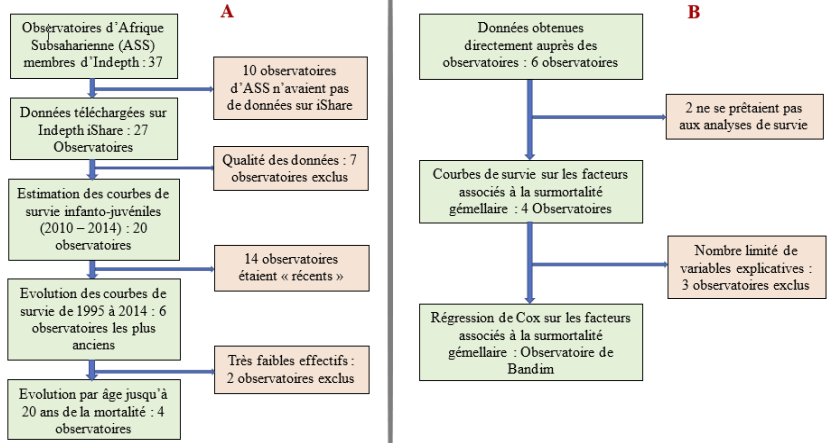 A
Observatoires d'Afrique
Subsaharienne (ASS)
membres d'Indepth : 37
10 observatoires
d'ASS n'avaient pas
de données sur iShare
Données téléchargées sur
Indepth iShare : 27
Observatoires
Qualité des données : 7
observatoires exclus
Estimation des courbes de
survie infanto-juvéniles
(2010 – 2014) : 20
observatoires
14 observatoires
étaient « récents »
Evolution des courbes de
survie de 1995 à 2014 : 6
observatoires les plus
anciens
Très faibles effectifs :
2 observatoires exclus
Evolution par âge jusqu'à
20 ans de la mortalité : 4
observatoires
B
Données obtenues
directement auprès des
observatoires : 6 observatoires
2 ne se prêtaient pas
aux analyses de survie
Courbes de survie sur les facteurs
associés à la surmortalité
gémellaire : 4 Observatoires
Nombre limité de
variables explicatives :
3 observatoires exclus
Régression de Cox sur les facteurs
associés à la surmortalité
gémellaire : Observatoire de
Bandim